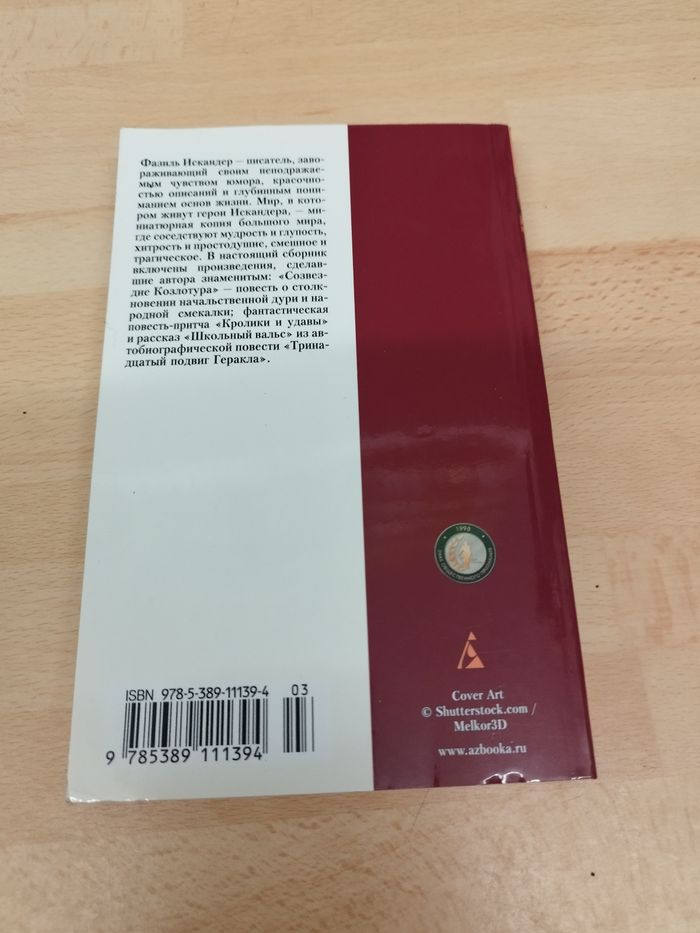 Фазиль Искандер — писатель, заво-
раживающий своим неподражае-
мым чувством юмора, красочно-
стью описаний и глубинным пони-
манием основ жизни. Мир, в кото-
ром живут герои Искандера, — ми-
ниатюрная копия большого мира,
где соседствуют мудрость и глупость,
хитрость и простодушие, смешное и
трагическое. В настоящий сборник
включены произведения, сделав-
шие автора знаменитым: «Созвез-
дие Козлотура» — повесть о столк-
новении начальственной дури и на-
родной смекалки; фантастическая
повесть-притча «Кролики и удавы»
и рассказ «Школьный вальс» из ав-
тобиографической повести «Трина-
дцатый подвиг Геракла».
1998
ЗНАК ОБЩЕСТВЕННОГО ПРИЗНАНИЯ
ISBN 978-5-389-11139-4 03
9 785389 111394
Cover Art
© Shutterstock.com /
Melkor3D
www.azbooka.ru